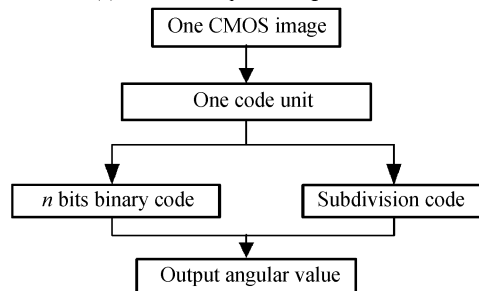 One CMOS image
One code unit
n bits binary code
Subdivision code
Output angular value